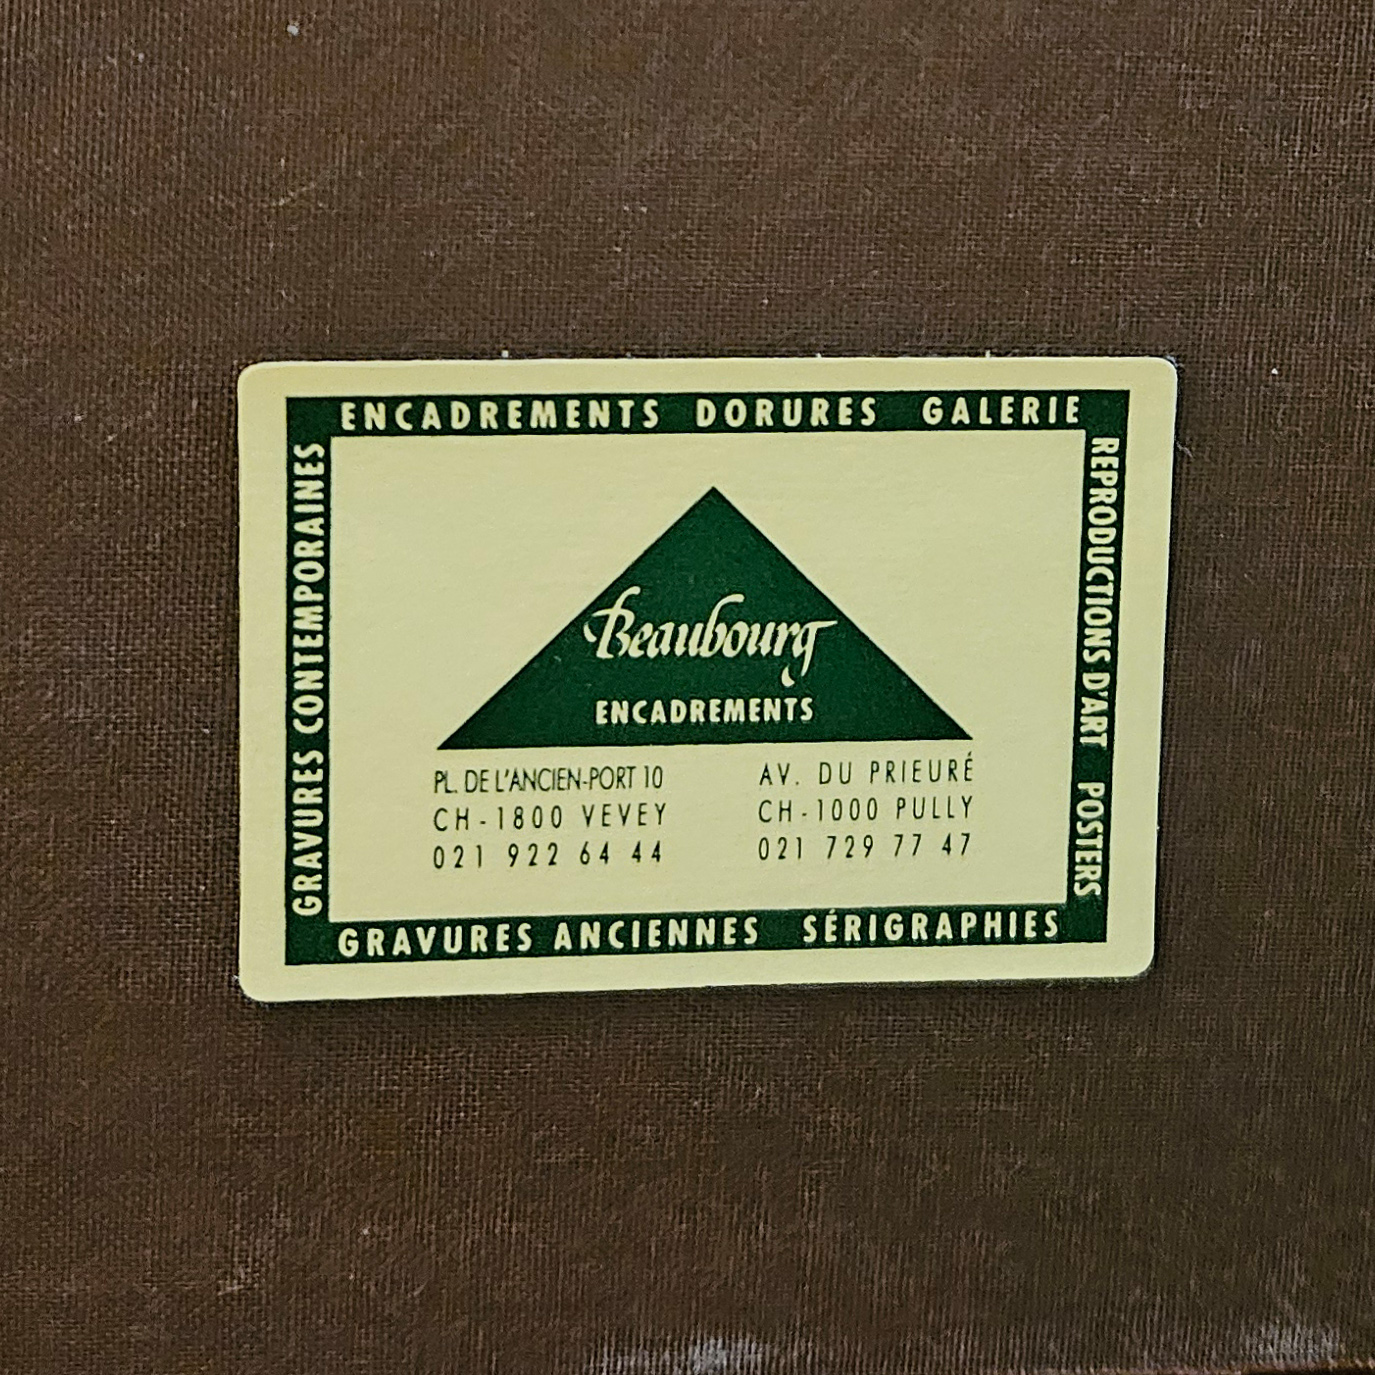 ENCADREMENTS DORURES GALERIE
REPRODUCTIONS D'ART POSTERS
GRAVURES CONTEMPORAINES
Beaubourg
ENCADREMENTS
PL. DE L'ANCIEN-PORT 10
CH-1800 VEVEY
021 922 64 44
AV. DU PRIEURÉ
CH-1000 PULLY
021 729 77 47
GRAVURES ANCIENNES SÉRIGRAPHIES